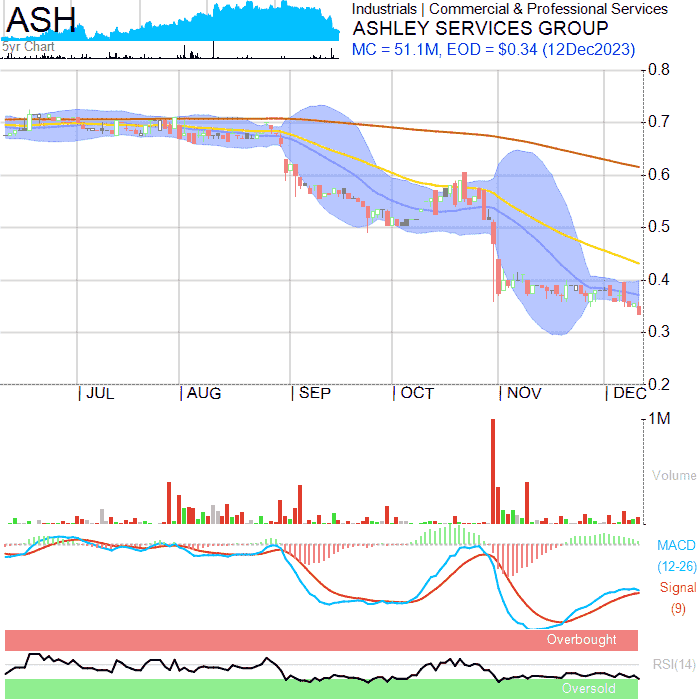 ASH
5yr Chart
Industrials | Commercial & Professional Services
ASHLEY SERVICES GROUP
MC = 51.1M, EOD = $0.34 (12Dec2023)
0.8
0.7
0.6
0.5
0.4
0.3
0.2
| JUL
| AUG
| SEP
| OCT
| NOV
| DEC
1M
Volume
MACD
(12-26)
Signal
(9)
Overbought
RSI(14)
Oversold